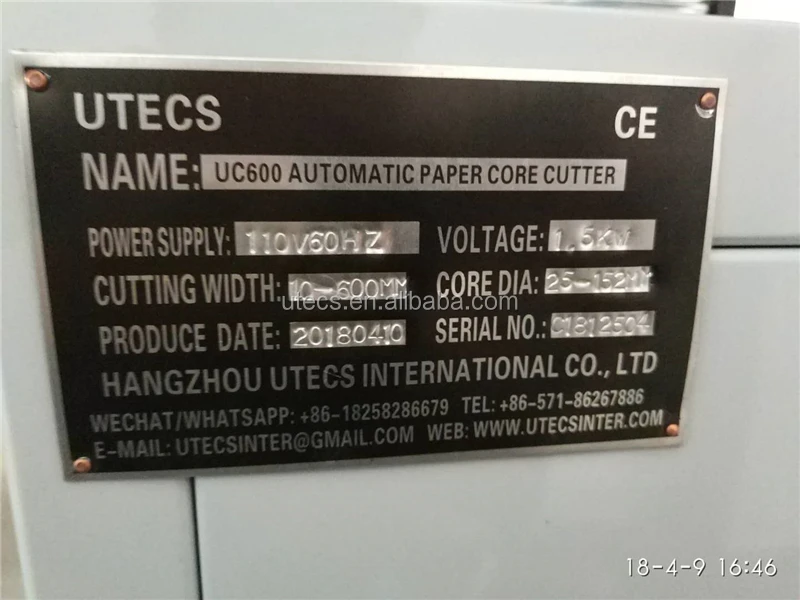 UTECS CE
NAME: UC600 AUTOMATIC PAPER CORE CUTTER
POWER SUPPLY: 110V60HZ VOLTAGE: 1.5KW
CUTTING WIDTH: 10-600MM CORE DIA: 25-152MM
utecs.en.alibaba.com
PRODUCE DATE: 20180410 SERIAL NO.: C1812504
HANGZHOU UTECS INTERNATIONAL CO., LTD
WECHAT/WHATSAPP: +86-18258286679 TEL: +86-571-86267886
E-MAIL: UTECSINTER@GMAIL.COM WEB: WWW.UTECSINTER.COM
18-4-9 16:46